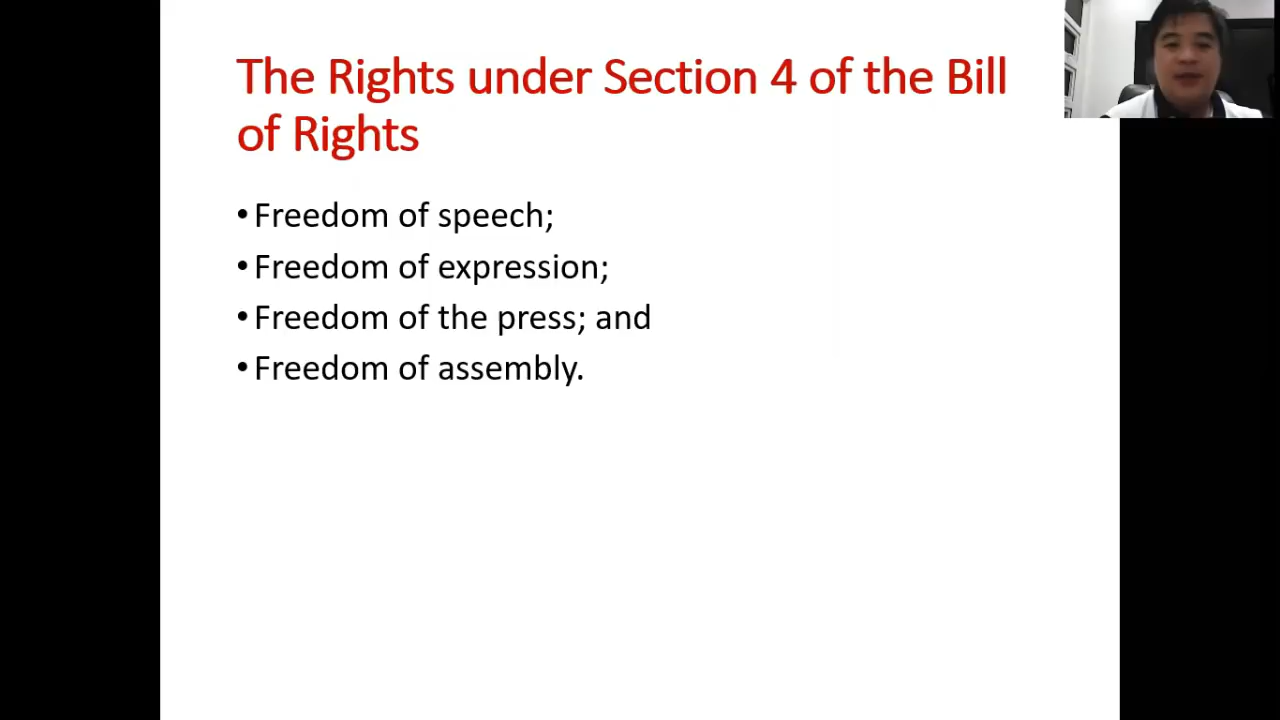 The Rights under Section 4 of the Bill
of Rights
• Freedom of speech;
• Freedom of expression;
• Freedom of the press; and
• Freedom of assembly.